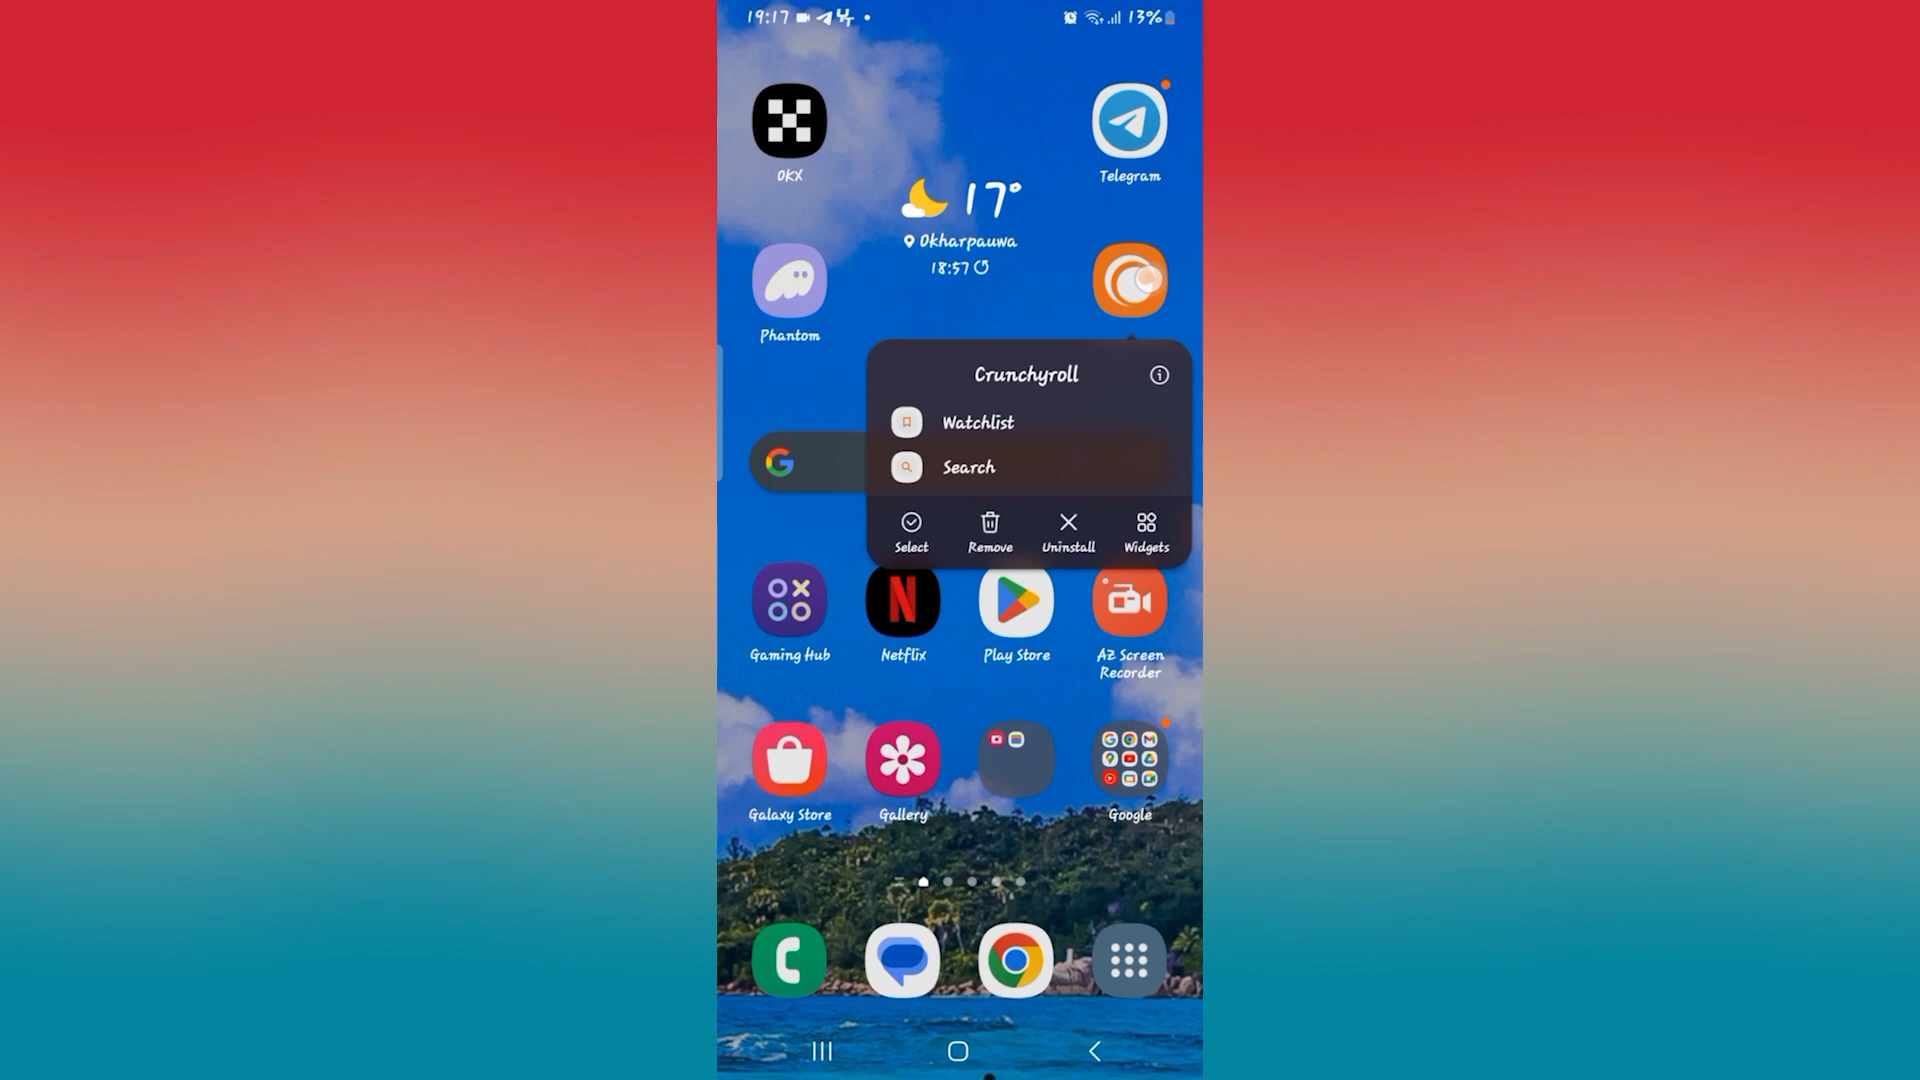 19:17
13%
OKX
Telegram
17°
Okharpauwa
18:57
Phantom
Crunchyroll
Watchlist
Search
Select
Remove
Uninstall
Widgets
Gaming Hub
Netflix
Play Store
AZ Screen
Recorder
Galaxy Store
Gallery
Google